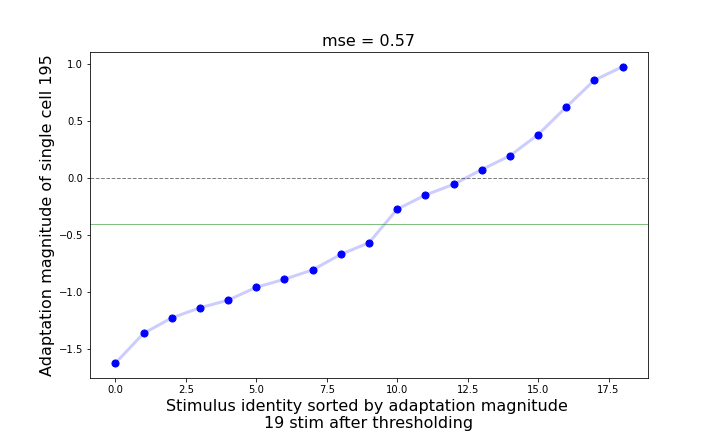 mse = 0.57
Adaptation magnitude of single cell 195
1.0
0.5
0.0
−0.5
−1.0
−1.5
0.0 2.5 5.0 7.5 10.0 12.5 15.0 17.5
Stimulus identity sorted by adaptation magnitude
19 stim after thresholding